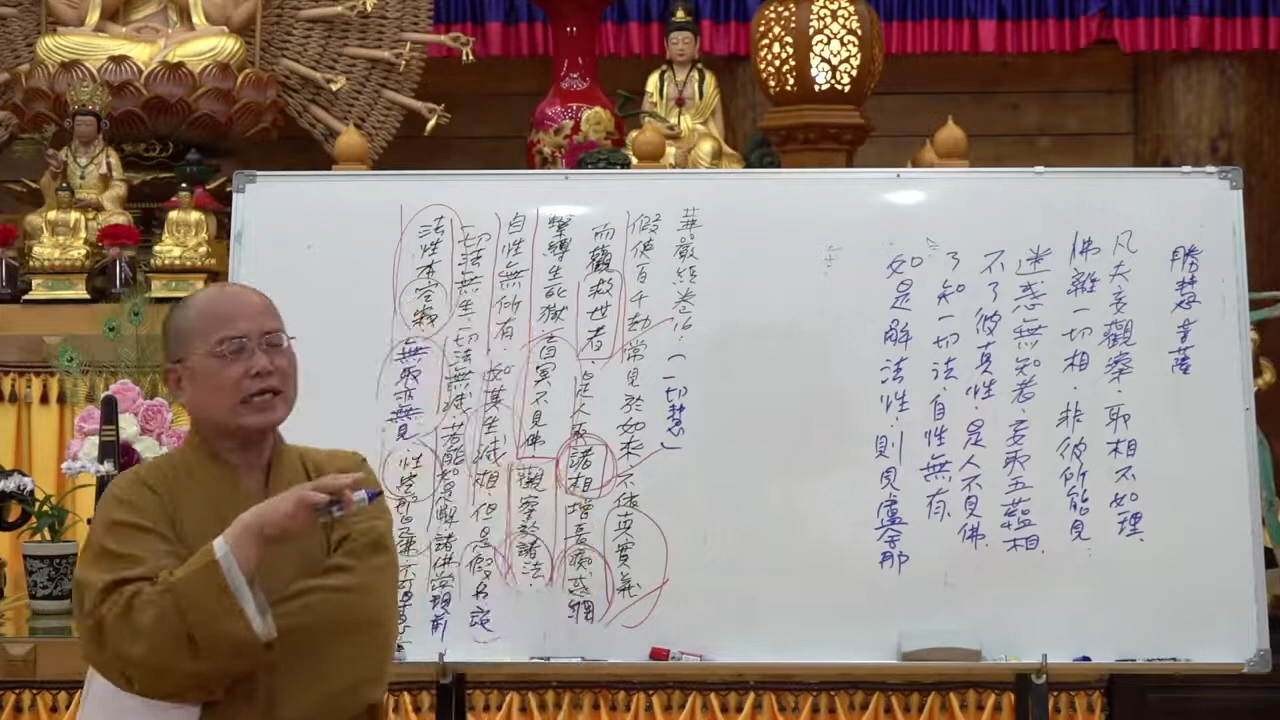 勝慧菩薩
凡夫妄觀察．取相不如理．
佛離一切相．非彼所能見．
迷惑無知者．妄取五蘊相．
不了彼真性．是人不見佛．
了知一切法．自性無有．
如是解法性．則見盧舍那
華嚴經卷16．(一切慧)
假使百千劫常見於如來．不依真實義
而觀救世者．是人取諸相增長癡惑網
繫縛生死獄．盲冥不見佛觀察於諸法．
自性無所有．如其生滅相．但是假名說
一切法無生一切法無滅．若能如是解諸佛常現前
法性本空寂 無取亦無見 性空